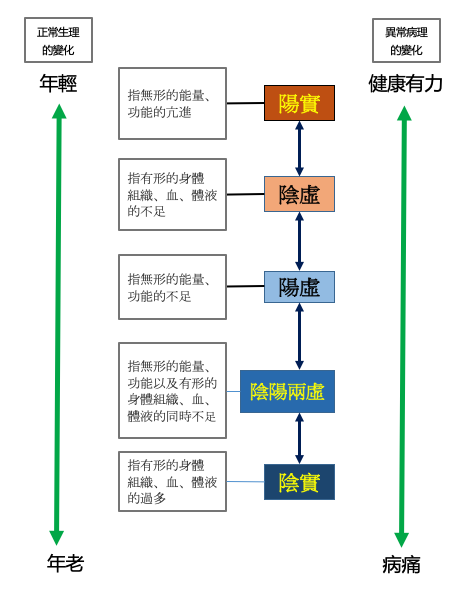 正常生理
的變化
異常病理
的變化
年輕
健康有力
指無形的能量、
功能的亢進
陽實
指有形的身體
組織、血、體液
的不足
陰虛
指無形的能量、
功能的不足
陽虛
指無形的能量、
功能以及有形的
身體組織、血、
體液的同時不足
陰陽兩虛
指有形的身體
組織、血、體液
的過多
陰實
年老
病痛